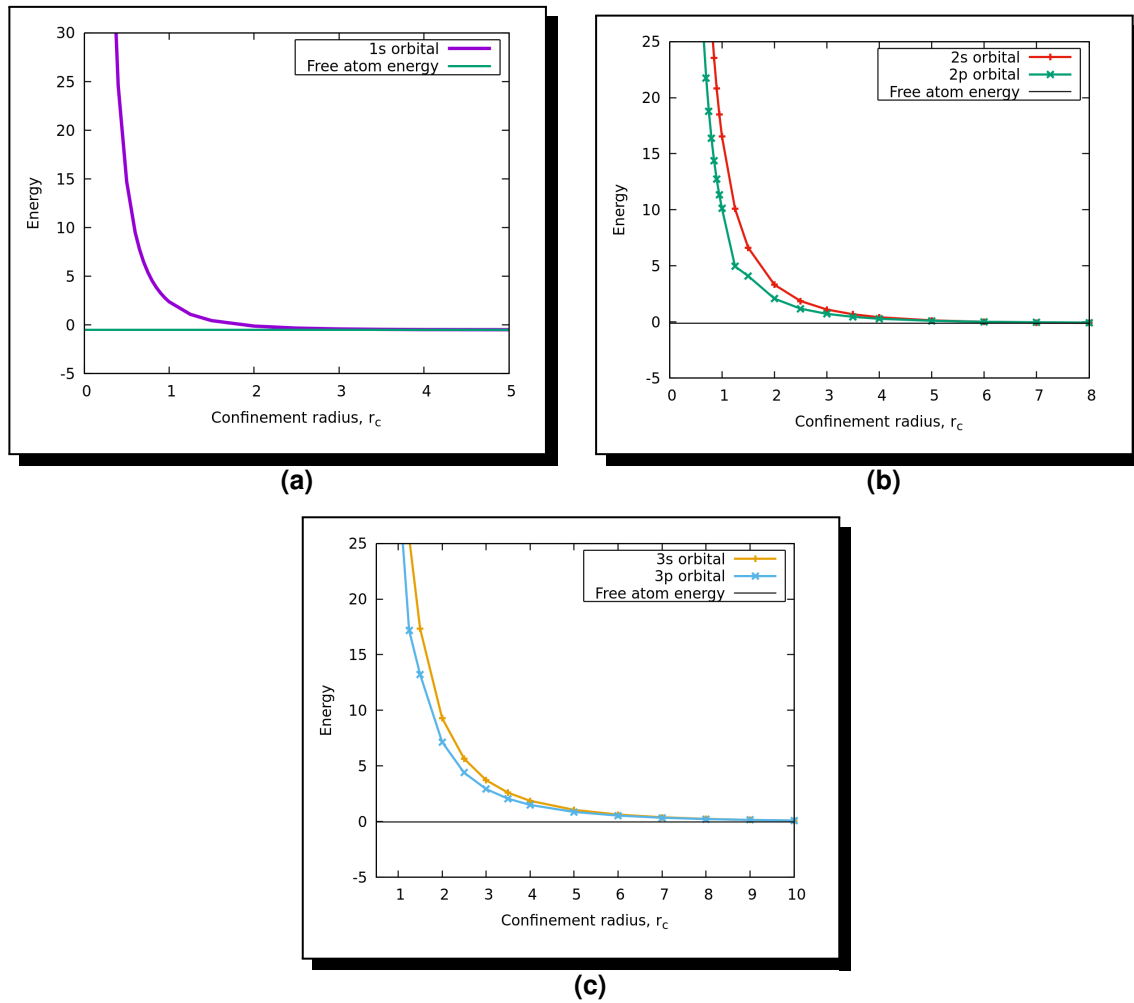 30
25
20
15
10
5
0
-5
0 1 2 3 4 5
Energy
Confinement radius, r_c
1s orbital
Free atom energy
(a)
25
20
15
10
5
0
-5
0 1 2 3 4 5 6 7 8
Energy
Confinement radius, r_c
2s orbital
2p orbital
Free atom energy
(b)
25
20
15
10
5
0
-5
1 2 3 4 5 6 7 8 9 10
Energy
Confinement radius, r_c
3s orbital
3p orbital
Free atom energy
(c)